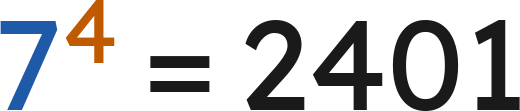 7⁴ = 2401